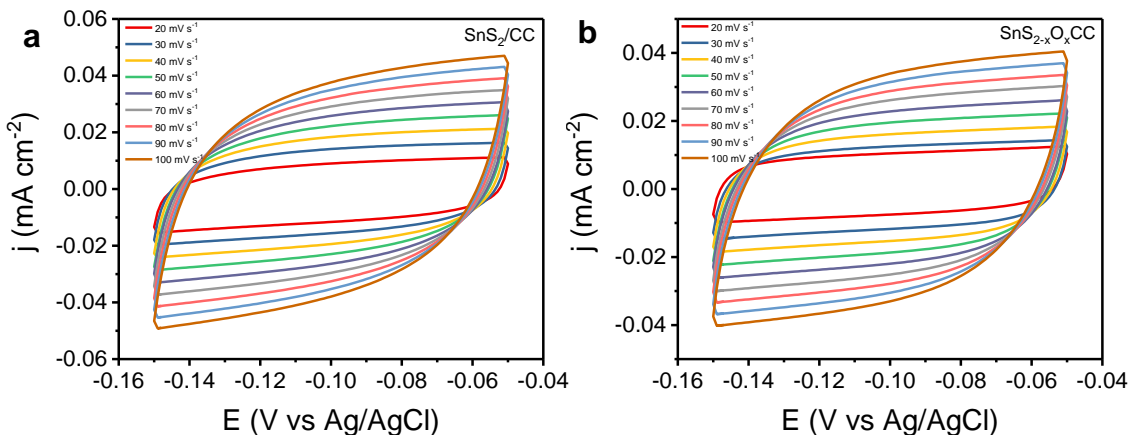 a
SnS2/CC
20 mV s-1
30 mV s-1
40 mV s-1
50 mV s-1
60 mV s-1
70 mV s-1
80 mV s-1
90 mV s-1
100 mV s-1
0.06
0.04
0.02
0.00
-0.02
-0.04
-0.06
j (mA cm-2)
-0.16 -0.14 -0.12 -0.10 -0.08 -0.06 -0.04
E (V vs Ag/AgCl)
b
SnS2-xOxCC
20 mV s-1
30 mV s-1
40 mV s-1
50 mV s-1
60 mV s-1
70 mV s-1
80 mV s-1
90 mV s-1
100 mV s-1
0.04
0.02
0.00
-0.02
-0.04
j (mA cm-2)
-0.16 -0.14 -0.12 -0.10 -0.08 -0.06 -0.04
E (V vs Ag/AgCl)